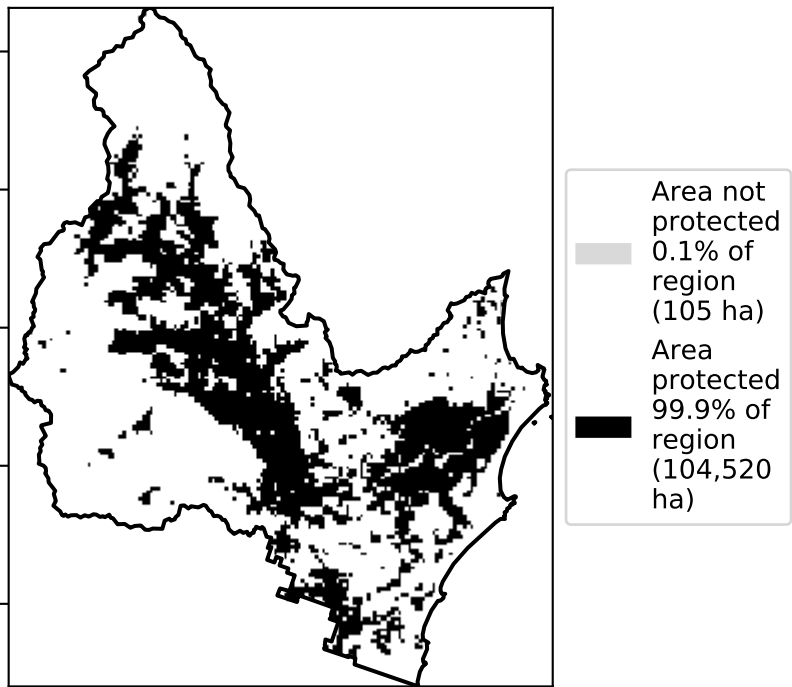 Area not
protected
0.1% of
region
(105 ha)
Area
protected
99.9% of
region
(104,520
ha)